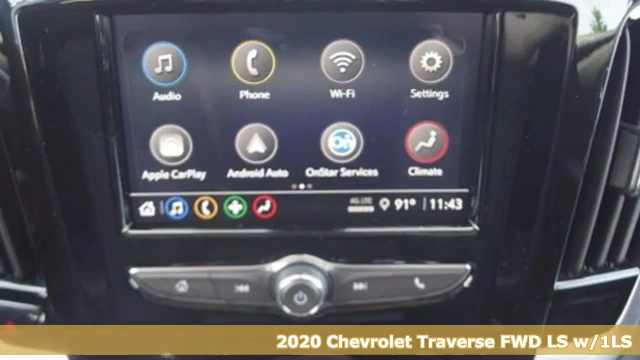 Audio Phone Wi-Fi Settings
Apple CarPlay Android Auto OnStar Services Climate
4G LTE 91° 11:43
2020 Chevrolet Traverse FWD LS w/1LS